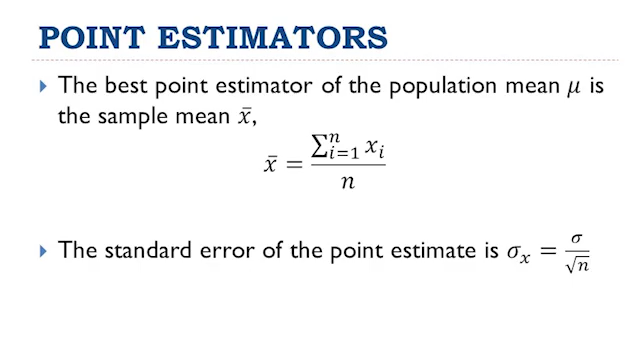 POINT ESTIMATORS
The best point estimator of the population mean μ is
the sample mean x̄,
x̄ = ∑ⁿᵢ₌₁ xᵢ / n
The standard error of the point estimate is σₓ = σ / √n